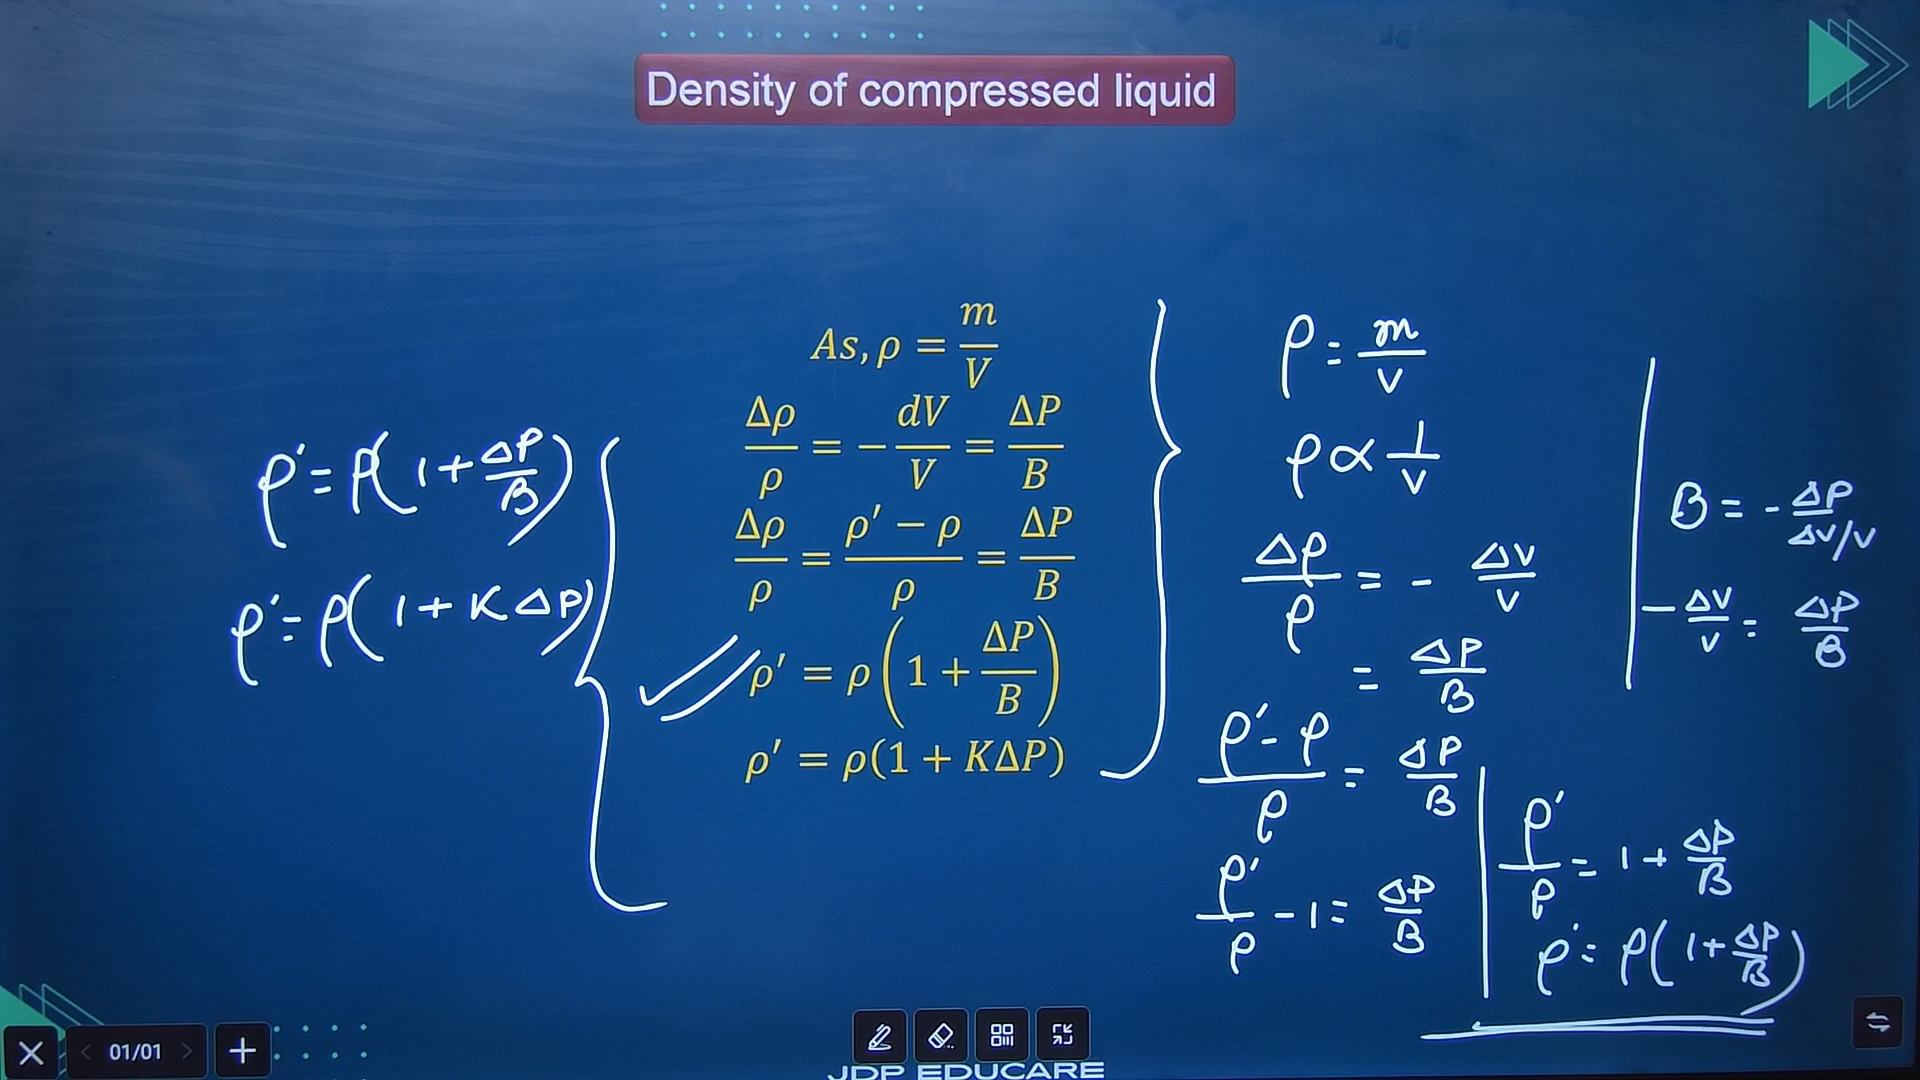 Density of compressed liquid
As, ρ = m/V
Δρ/ρ = − dV/V = ΔP/B
Δρ/ρ = (ρ′ − ρ)/ρ = ΔP/B
ρ′ = ρ(1 + ΔP/B)
ρ′ = ρ(1 + KΔP)
ρ′ = ρ(1 + ΔP/B)
ρ′ = ρ(1 + KΔP)
ρ = m/V
ρ ∝ 1/V
Δρ/ρ = − ΔV/V
= ΔP/B
(ρ′ − ρ)/ρ = ΔP/B
ρ′/ρ − 1 = ΔP/B
B = − ΔP/(ΔV/V)
− ΔV/V = ΔP/B
ρ′/ρ = 1 + ΔP/B
ρ′ = ρ(1 + ΔP/B)
01/01
JDP EDUCARE